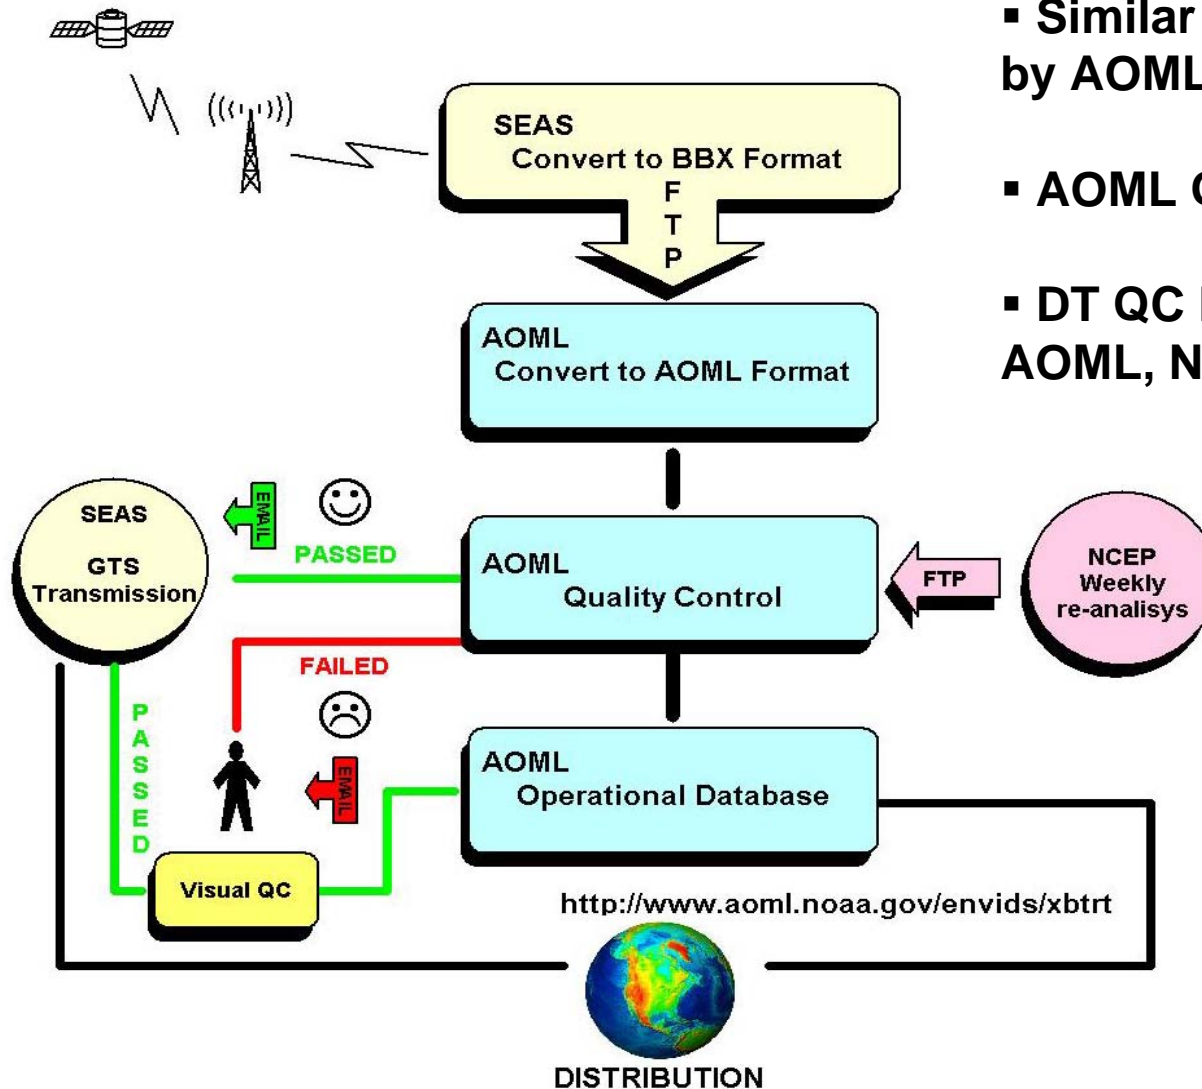 ▪ Similar
by AOML
▪ AOML
▪ DT QC
AOML,
SEAS
Convert to BBX Format
F
T
P
AOML
Convert to AOML Format
SEAS
GTS
Transmission
EMAIL
PASSED
AOML
Quality Control
FTP
NCEP
Weekly
re-analisys
FAILED
EMAIL
P
A
S
S
E
D
AOML
Operational Database
Visual QC
http://www.aoml.noaa.gov/envids/xbtrt
DISTRIBUTION